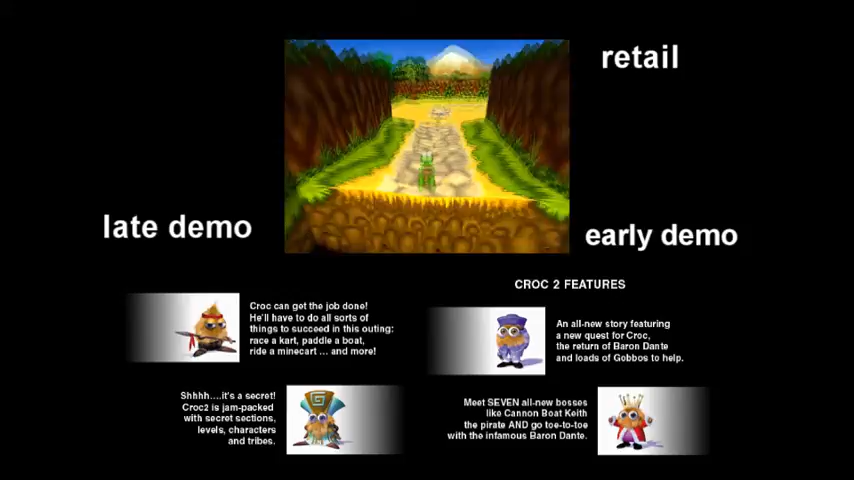 retail
late demo
early demo
CROC 2 FEATURES
Croc can get the job done!
He'll have to do all sorts of
things to succeed in this outing:
race a kart, paddle a boat,
ride a minecart ... and more!
An all-new story featuring
a new quest for Croc,
the return of Baron Dante
and loads of Gobbos to help.
Shhhh....it's a secret!
Croc2 is jam-packed
with secret sections,
levels, characters
and tribes.
Meet SEVEN all-new bosses
like Cannon Boat Keith
the pirate AND go toe-to-toe
with the infamous Baron Dante.